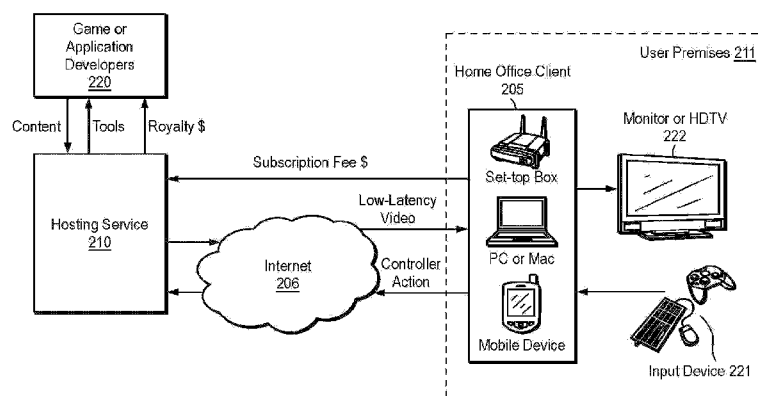 Game or
Application
Developers
220
Content
Tools
Royalty $
Hosting Service
210
Subscription Fee $
Low-Latency
Video
Internet
206
Controller
Action
User Premises 211
Home Office Client
205
Set-top Box
PC or Mac
Mobile Device
Monitor or HDTV
222
Input Device 221